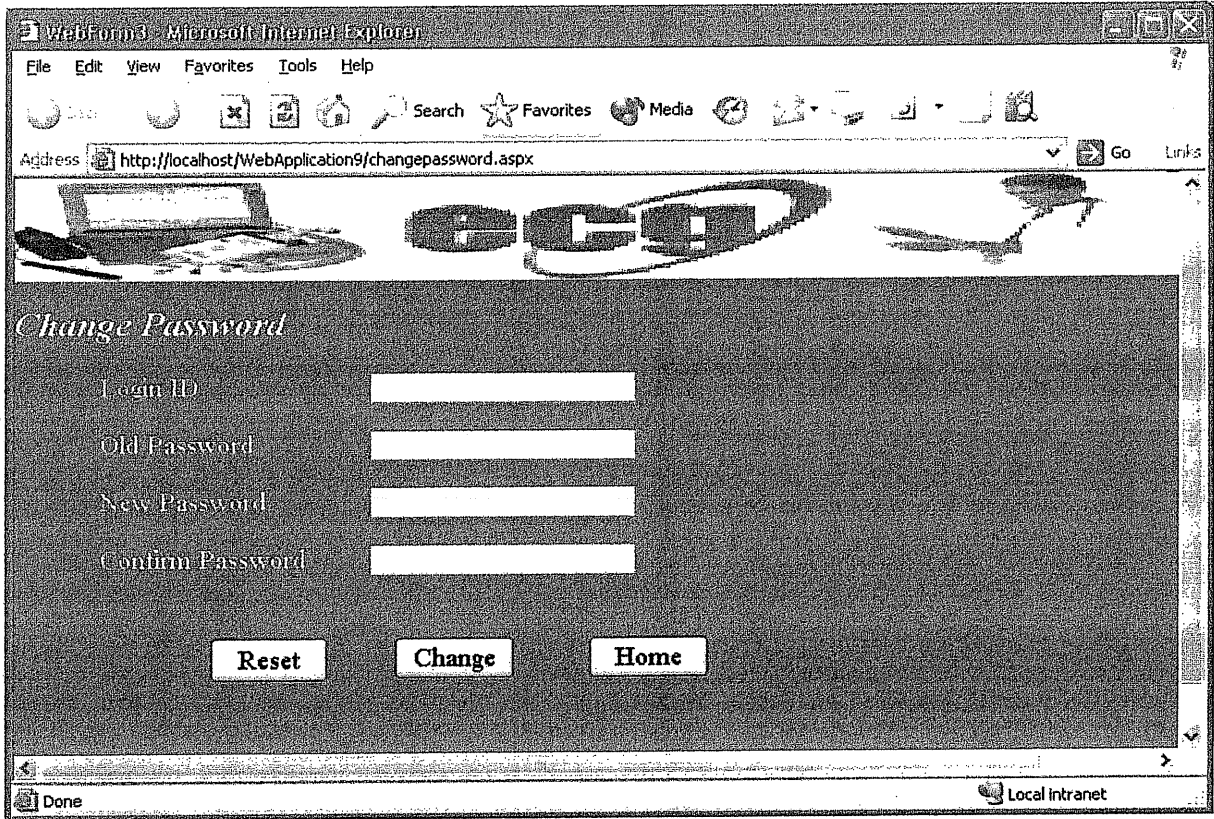 WebForm3 - Microsoft Internet Explorer
File Edit View Favorites Tools Help
Search Favorites Media
Address http://localhost/WebApplication9/changepassword.aspx Go Links
ecg
Change Password
Login ID
Old Password
New Password
Confirm Password
Reset Change Home
Done Local intranet